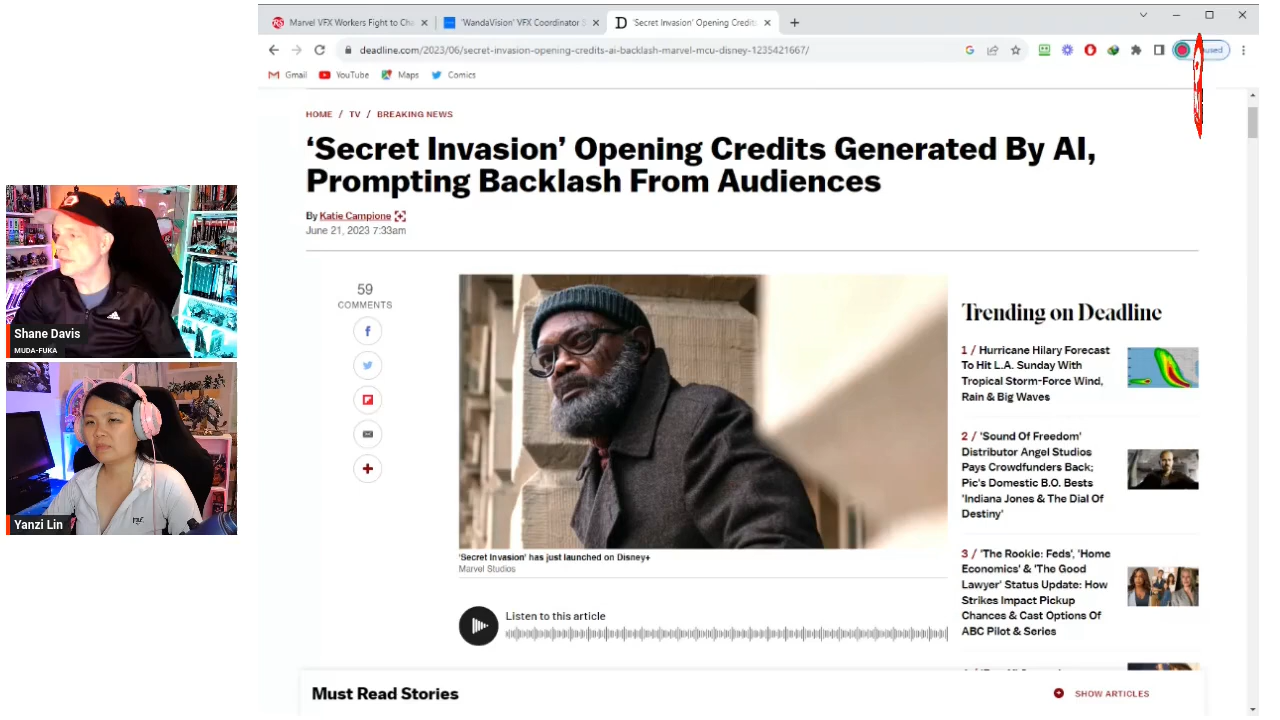 Marvel VFX Workers Fight to Cha
'WandaVision' VFX Coordinator
'Secret Invasion' Opening Credit
deadline.com/2023/06/secret-invasion-opening-credits-ai-backlash-marvel-mcu-disney-1235421667/
Gmail
YouTube
Maps
Comics
HOME / TV / BREAKING NEWS
'Secret Invasion' Opening Credits Generated By AI,
Prompting Backlash From Audiences
By Katie Campione
June 21, 2023 7:33am
59
COMMENTS
'Secret Invasion' has just launched on Disney+
Marvel Studios
Listen to this article
Trending on Deadline
1 / Hurricane Hilary Forecast
To Hit L.A. Sunday With
Tropical Storm-Force Wind,
Rain & Big Waves
2 / 'Sound Of Freedom'
Distributor Angel Studios
Pays Crowdfunders Back;
Pic's Domestic B.O. Bests
'Indiana Jones & The Dial Of
Destiny'
3 / 'The Rookie: Feds', 'Home
Economics' & 'The Good
Lawyer' Status Update: How
Strikes Impact Pickup
Chances & Cast Options Of
ABC Pilot & Series
Must Read Stories
SHOW ARTICLES
Shane Davis
MUDA-FUKA
Yanzi Lin